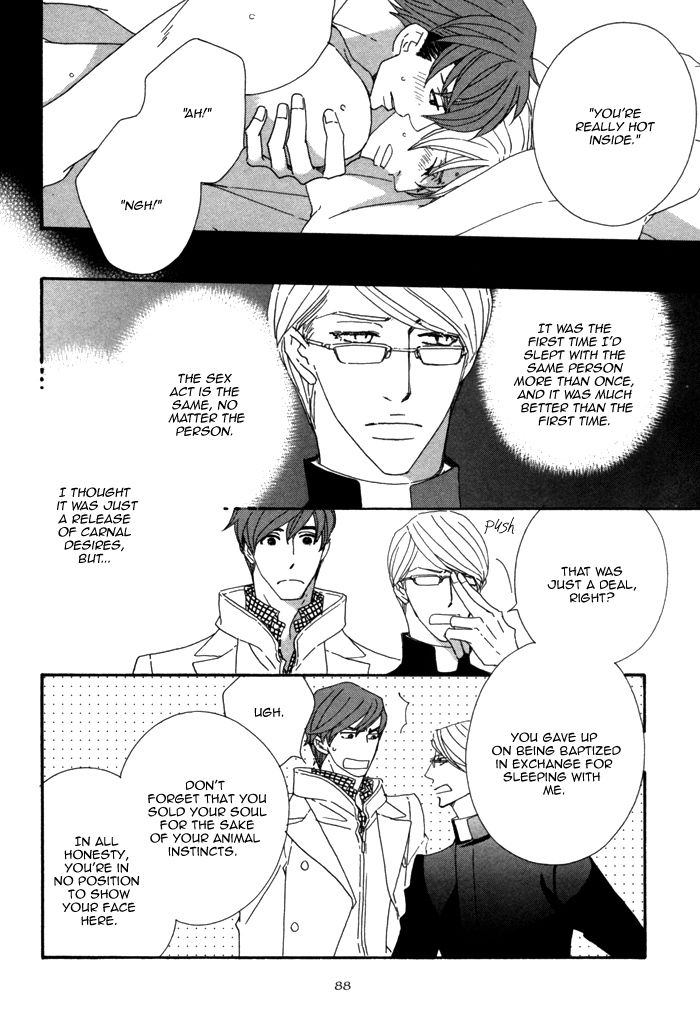 "YOU'RE
REALLY HOT
INSIDE."
"AH!"
"NGH!"
IT WAS THE
FIRST TIME I'D
SLEPT WITH THE
SAME PERSON
MORE THAN ONCE,
AND IT WAS MUCH
BETTER THAN THE
FIRST TIME.
THE SEX
ACT IS THE
SAME, NO
MATTER THE
PERSON.
I THOUGHT
IT WAS JUST
A RELEASE
OF CARNAL
DESIRES,
BUT...
PUSH
THAT WAS
JUST A DEAL,
RIGHT?
YOU GAVE UP
ON BEING BAPTIZED
IN EXCHANGE FOR
SLEEPING WITH
ME.
UGH.
DON'T
FORGET THAT YOU
SOLD YOUR SOUL
FOR THE SAKE
OF YOUR ANIMAL
INSTINCTS.
IN ALL
HONESTY,
YOU'RE IN
NO POSITION
TO SHOW
YOUR FACE
HERE.
88